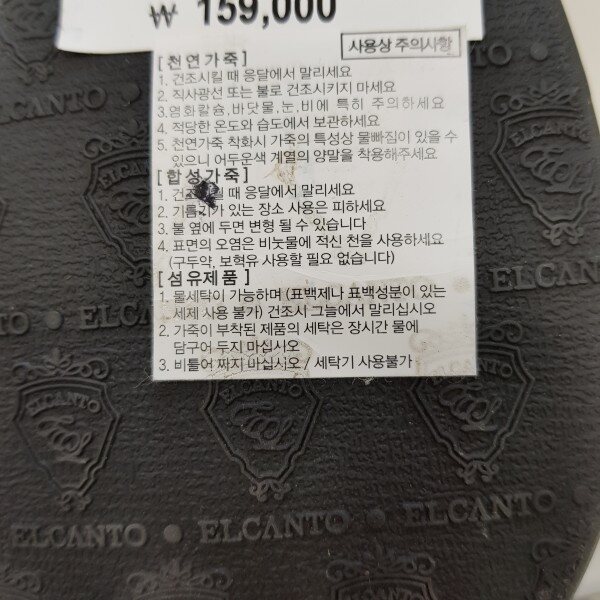 ₩ 159,000
사용상 주의사항
[천연가죽]
1. 건조시킬 때 응달에서 말리세요
2. 직사광선 또는 불로 건조시키지 마세요
3. 염화칼슘, 바닷물, 눈, 비에 특히 주의하세요
4. 적당한 온도와 습도에서 보관하세요
5. 천연가죽 착화시 가죽의 특성상 물빠짐이 있을 수
있으니 어두운색 계열의 양말을 착용해주세요
[합성가죽]
1. 건조시킬 때 응달에서 말리세요
2. 기름기가 있는 장소 사용은 피하세요
3. 불 옆에 두면 변형 될 수 있습니다
4. 표면의 오염은 비눗물에 적신 천을 사용하세요
(구두약, 보혁유 사용할 필요 없습니다)
[섬유제품]
1. 물세탁이 가능하며 (표백제나 표백성분이 있는
세제 사용 불가) 건조시 그늘에서 말리십시오
2. 가죽이 부착된 제품의 세탁은 장시간 물에
담구어 두지 마십시오
3. 비틀어 짜지 마십시오 / 세탁기 사용불가
ELCANTO
ELCANTO
ELCANTO
ELCANTO • ELCANTO • ELCANTO